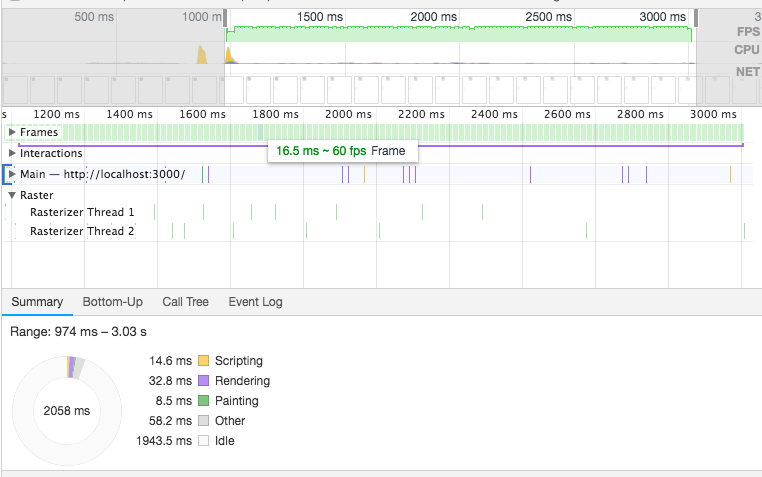 500 ms 1000 m 1500 ms 2000 ms 2500 ms 3000 ms 3
FPS
CPU
NET
s 1200 ms 1400 ms 1600 ms 1800 ms 2000 ms 2200 ms 2400 ms 2600 ms 2800 ms 3000 ms
Frames
16.5 ms ~ 60 fps Frame
Interactions
Main — http://localhost:3000/
Raster
Rasterizer Thread 1
Rasterizer Thread 2
Summary Bottom-Up Call Tree Event Log
Range: 974 ms – 3.03 s
14.6 ms Scripting
32.8 ms Rendering
8.5 ms Painting
2058 ms
58.2 ms Other
1943.5 ms Idle